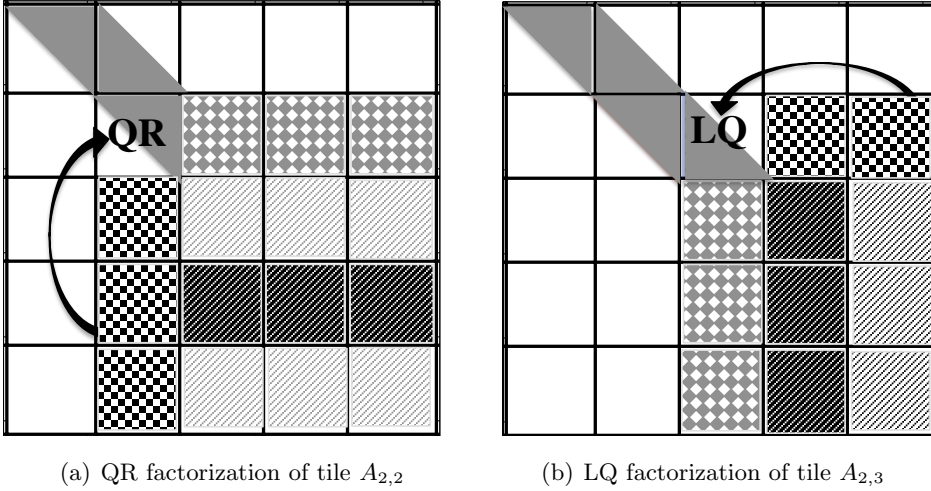 QR
LQ
(a) QR factorization of tile A2,2
(b) LQ factorization of tile A2,3